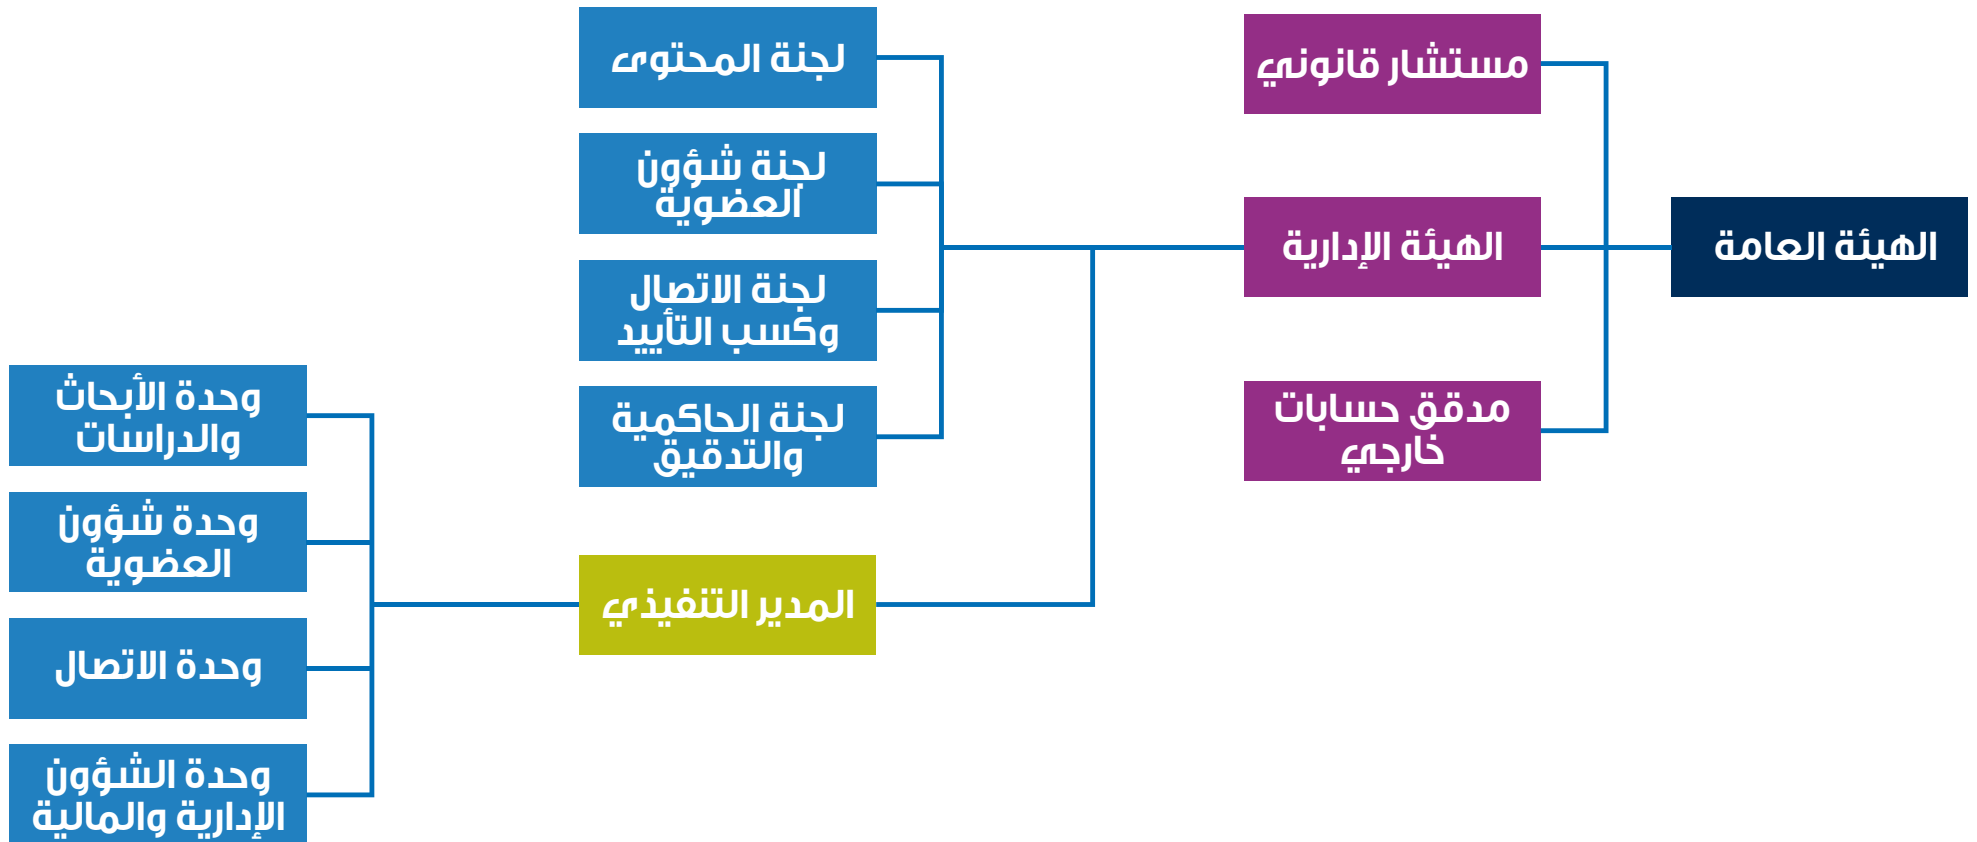 الهيئة العامة
مستشار قانوني
الهيئة الإدارية
مدقق حسابات
خارجي
لجنة المحتوى
لجنة شؤون
العضوية
لجنة الاتصال
وكسب التأييد
لجنة الحاكمية
والتدقيق
المدير التنفيذي
وحدة الأبحاث
والدراسات
وحدة شؤون
العضوية
وحدة الاتصال
وحدة الشؤون
الإدارية والمالية